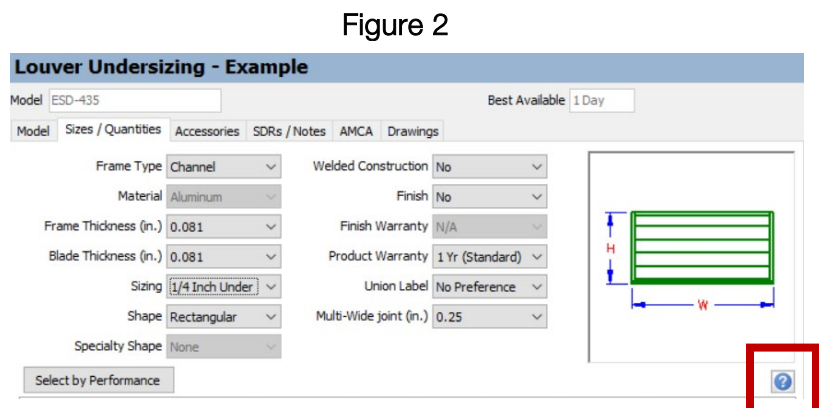 Figure 2
Louver Undersizing - Example
Model ESD-435 Best Available 1 Day
Model Sizes / Quantities Accessories SDRs / Notes AMCA Drawings
Frame Type Channel Welded Construction No
Material Aluminum Finish No
Frame Thickness (in.) 0.081 Finish Warranty N/A
Blade Thickness (in.) 0.081 Product Warranty 1 Yr (Standard)
Sizing 1/4 Inch Under Union Label No Preference
Shape Rectangular Multi-Wide joint (in.) 0.25
Specialty Shape None
H
W
Select by Performance ?